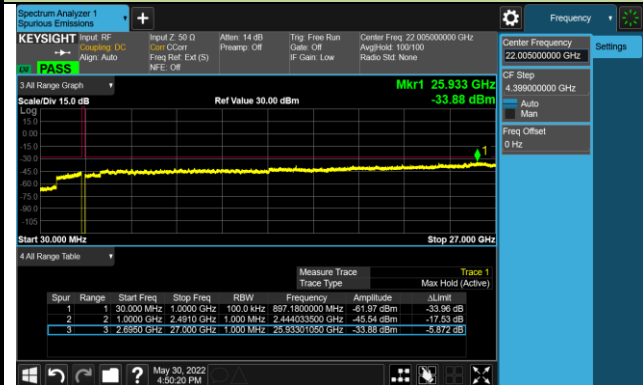 Spectrum Analyzer 1
Spurious Emissions
Frequency
KEYSIGHT Input: RF
Coupling: DC
Align: Auto
Input Z: 50 Ω
Corr CCorr
Freq Ref: Ext (S)
NFE: Off
Atten: 14 dB
Preamp: Off
Trig: Free Run
Gate: Off
IF Gain: Low
Center Freq: 22.005000000 GHz
Avg|Hold: 100/100
Radio Std: None
PASS
Center Frequency
22.005000000 GHz
Settings
CF Step
4.399000000 GHz
Auto
Man
Freq Offset
0 Hz
3 All Range Graph
Mkr1 25.933 GHz
Scale/Div 15.0 dB
Ref Value 30.00 dBm
-33.88 dBm
Log
15.0
0.00
-15.0
-30.0
-45.0
-60.0
-75.0
-90.0
-105
1
Start 30.000 MHz
Stop 27.000 GHz
4 All Range Table
Measure Trace Trace 1
Trace Type Max Hold (Active)
Spur Range Start Freq Stop Freq RBW Frequency Amplitude ΔLimit
1 1 30.000 MHz 1.0000 GHz 100.0 kHz 897.1800000 MHz -61.97 dBm -33.96 dB
2 2 1.0000 GHz 2.4910 GHz 1.000 MHz 2.444033500 GHz -45.54 dBm -17.53 dB
3 3 2.6950 GHz 27.000 GHz 1.000 MHz 25.93301050 GHz -33.88 dBm -5.872 dB
May 30, 2022
4:50:20 PM